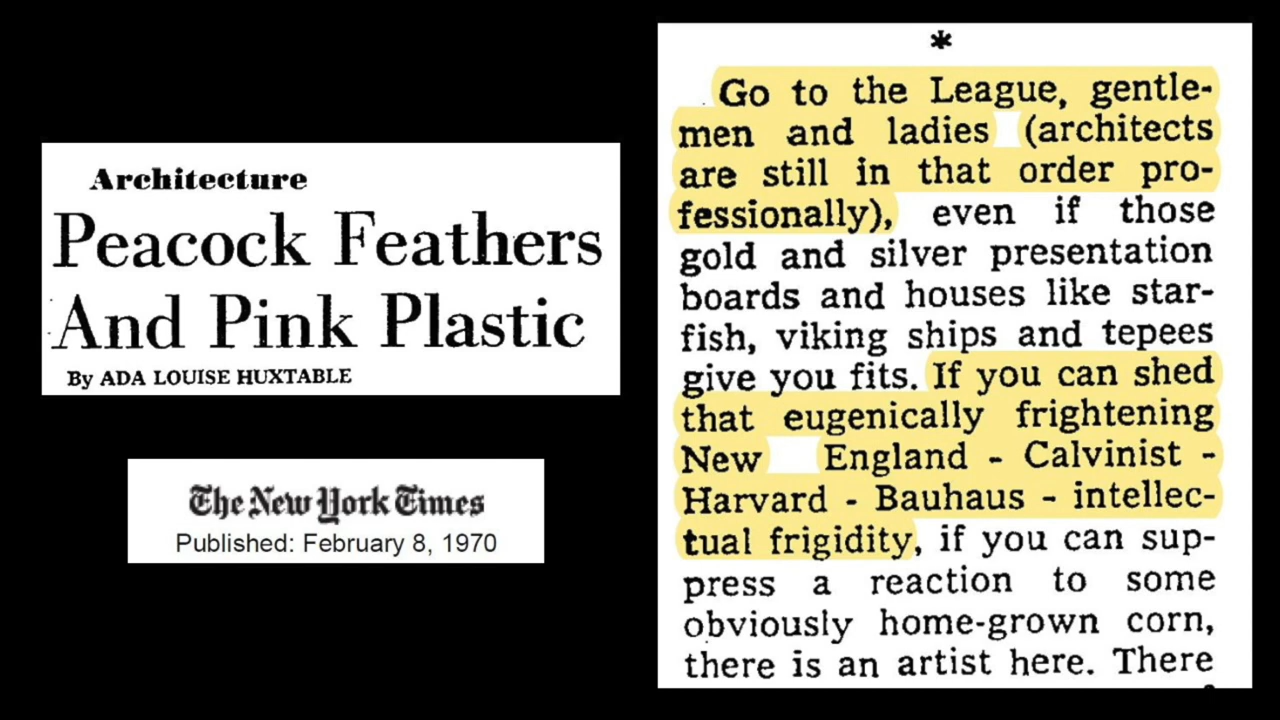 Architecture
Peacock Feathers
And Pink Plastic
By ADA LOUISE HUXTABLE
The New York Times
Published: February 8, 1970
*
Go to the League, gentle-
men and ladies (architects
are still in that order pro-
fessionally), even if those
gold and silver presentation
boards and houses like star-
fish, viking ships and tepees
give you fits. If you can shed
that eugenically frightening
New England - Calvinist -
Harvard - Bauhaus - intellec-
tual frigidity, if you can sup-
press a reaction to some
obviously home-grown corn,
there is an artist here. There